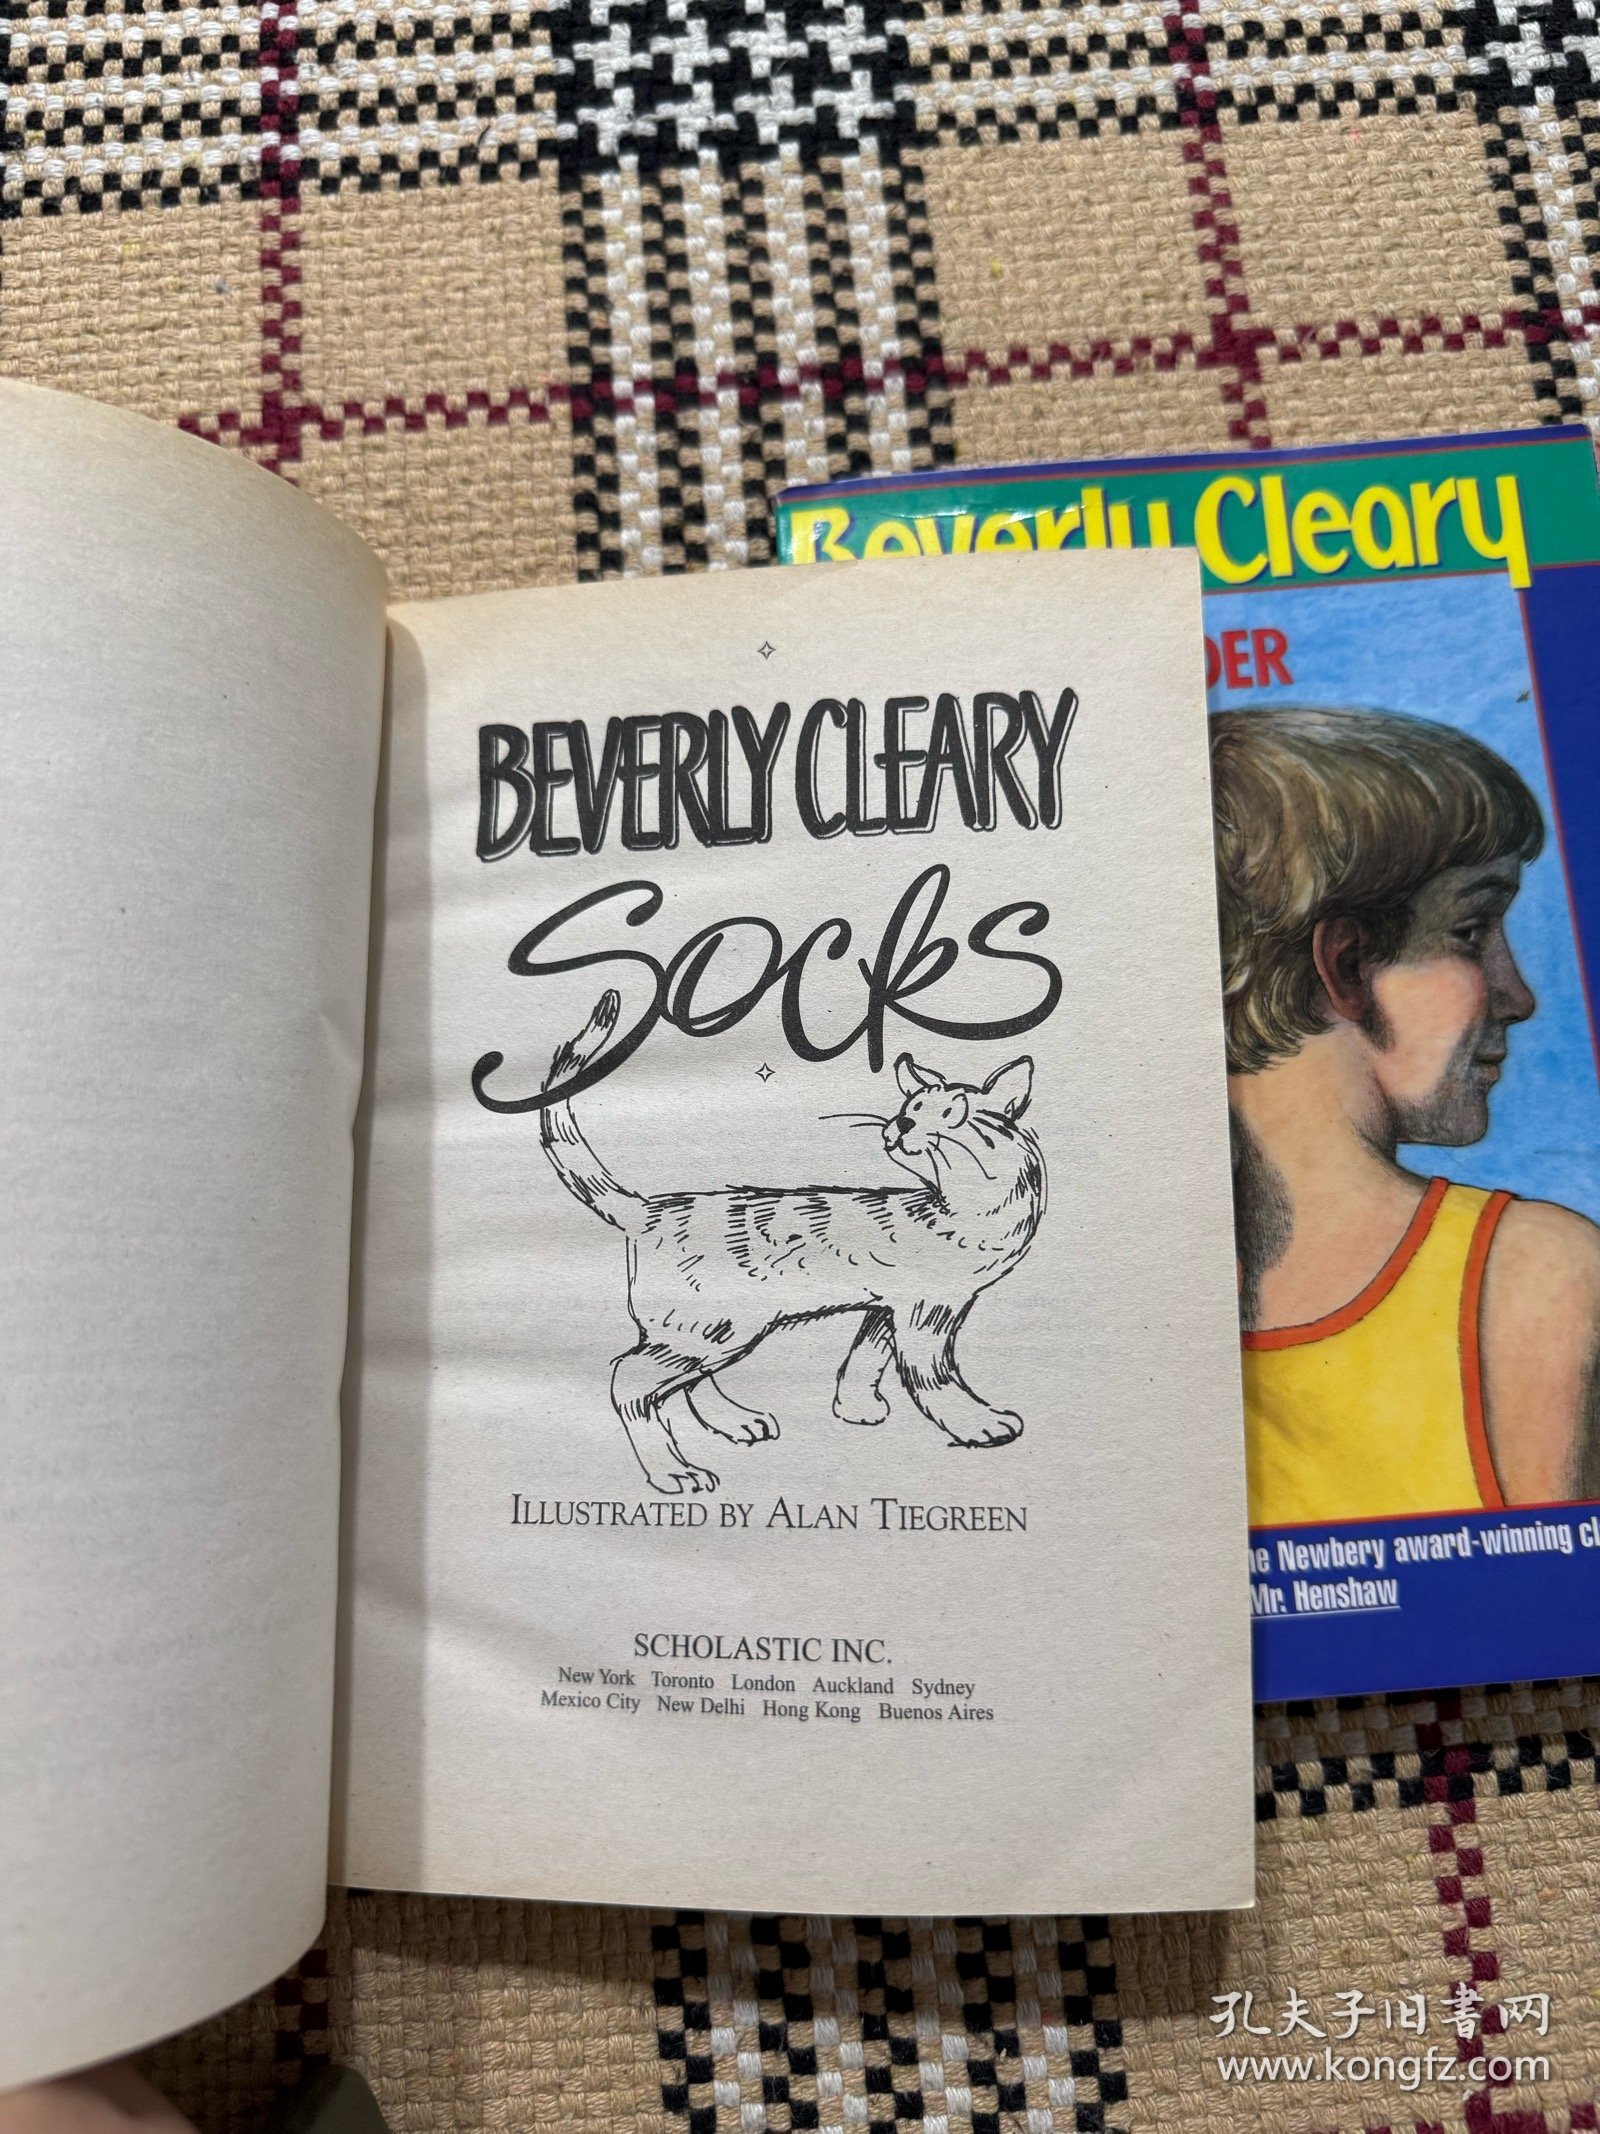 BEVERLY CLEARY
Socks
ILLUSTRATED BY ALAN TIEGREEN
SCHOLASTIC INC.
New York Toronto London Auckland Sydney
Mexico City New Delhi Hong Kong Buenos Aires
Beverly Cleary
Newbery award-winning
Mr. Henshaw
孔夫子旧书网
www.kongfz.com